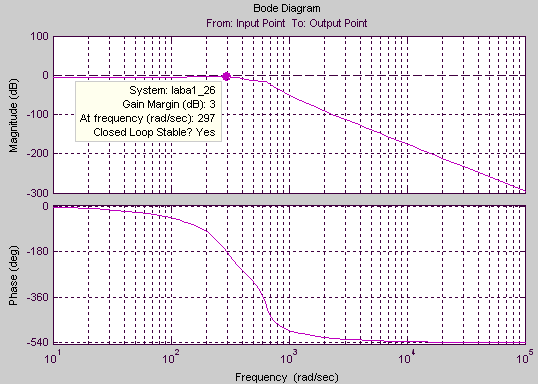 Bode Diagram
From: Input Point To: Output Point
Magnitude (dB)
100
0
-100
-200
-300
System: laba1_26
Gain Margin (dB): 3
At frequency (rad/sec): 297
Closed Loop Stable? Yes
Phase (deg)
0
-180
-360
-540
10^1
10^2
10^3
10^4
10^5
Frequency (rad/sec)